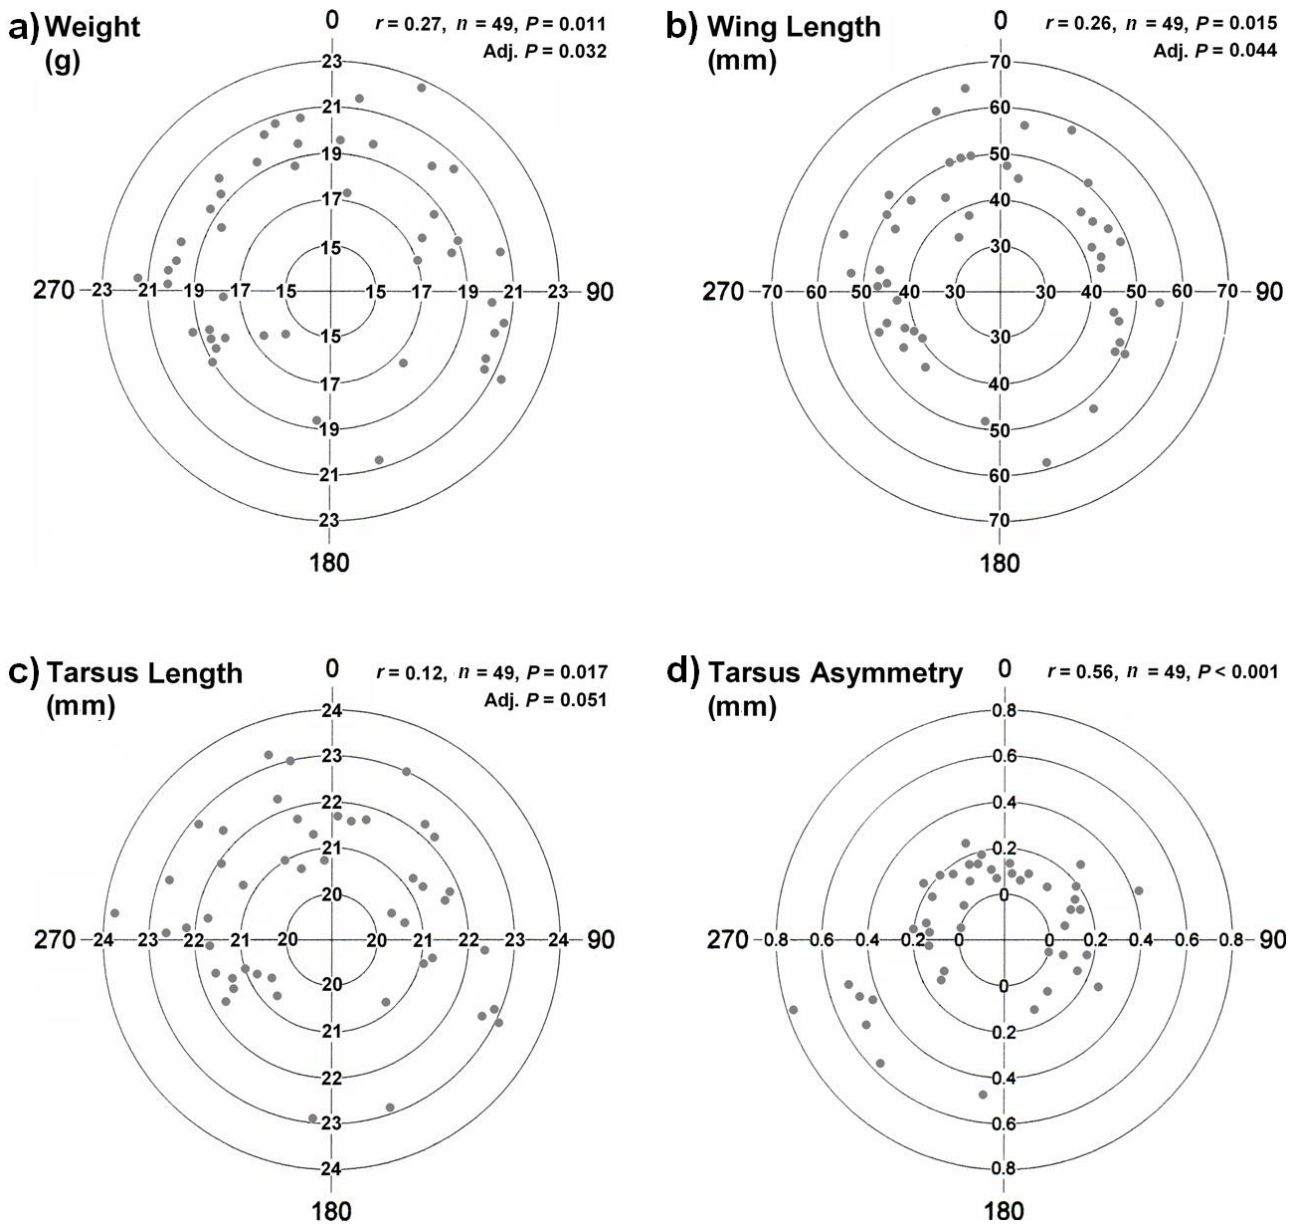 a) Weight
(g)
0
r = 0.27, n = 49, P = 0.011
Adj. P = 0.032
23
21
19
17
15
270 23 21 19 17 15 15 17 19 21 23 90
15
17
19
21
23
180
b) Wing Length
(mm)
0
r = 0.26, n = 49, P = 0.015
Adj. P = 0.044
70
60
50
40
30
270 70 60 50 40 30 30 40 50 60 70 90
30
40
50
60
70
180
c) Tarsus Length
(mm)
0
r = 0.12, n = 49, P = 0.017
Adj. P = 0.051
24
23
22
21
20
270 24 23 22 21 20 20 21 22 23 24 90
20
21
22
23
24
180
d) Tarsus Asymmetry
(mm)
0
r = 0.56, n = 49, P < 0.001
0.8
0.6
0.4
0.2
0
270 0.8 0.6 0.4 0.2 0 0 0.2 0.4 0.6 0.8 90
0
0.2
0.4
0.6
0.8
180